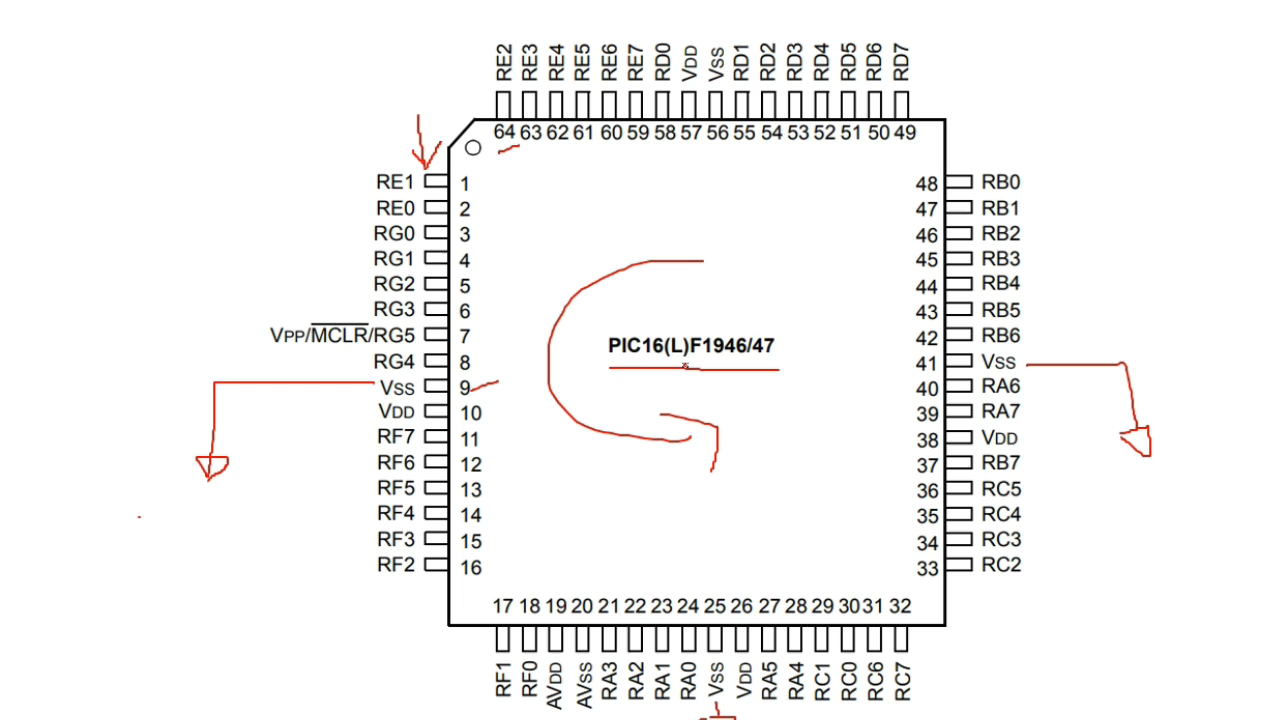 RE2 RE3 RE4 RE5 RE6 RE7 RD0 VDD VSS RD1 RD2 RD3 RD4 RD5 RD6 RD7
64 63 62 61 60 59 58 57 56 55 54 53 52 51 50 49
RE1 1 48 RB0
RE0 2 47 RB1
RG0 3 46 RB2
RG1 4 45 RB3
RG2 5 44 RB4
RG3 6 43 RB5
VPP/MCLR/RG5 7 42 RB6
PIC16(L)F1946/47
RG4 8 41 VSS
VSS 9 40 RA6
VDD 10 39 RA7
RF7 11 38 VDD
RF6 12 37 RB7
RF5 13 36 RC5
RF4 14 35 RC4
RF3 15 34 RC3
RF2 16 33 RC2
17 18 19 20 21 22 23 24 25 26 27 28 29 30 31 32
RF1 RF0 AVDD AVSS RA3 RA2 RA1 RA0 VSS VDD RA5 RA4 RC1 RC0 RC6 RC7